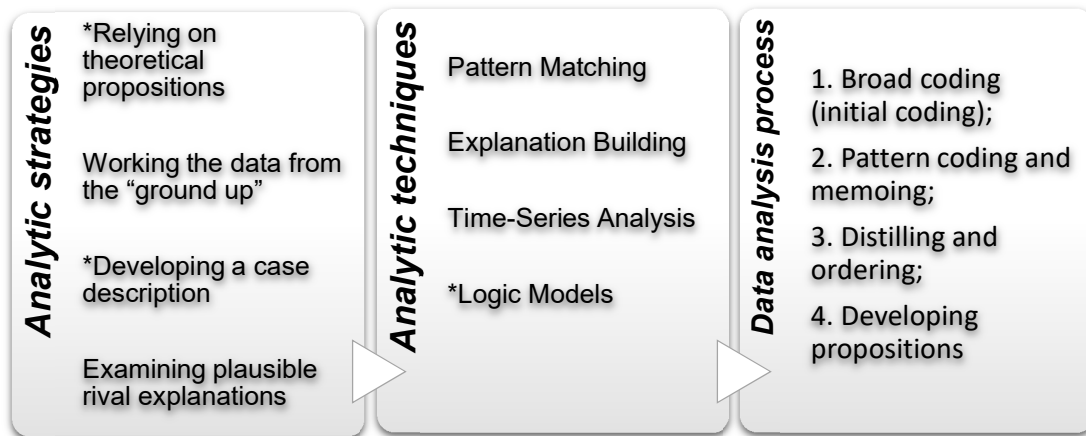 Analytic strategies
*Relying on
theoretical
propositions
Working the data from
the “ground up”
*Developing a case
description
Examining plausible
rival explanations
Analytic techniques
Pattern Matching
Explanation Building
Time-Series Analysis
*Logic Models
Data analysis process
1. Broad coding
(initial coding);
2. Pattern coding and
memoing;
3. Distilling and
ordering;
4. Developing
propositions